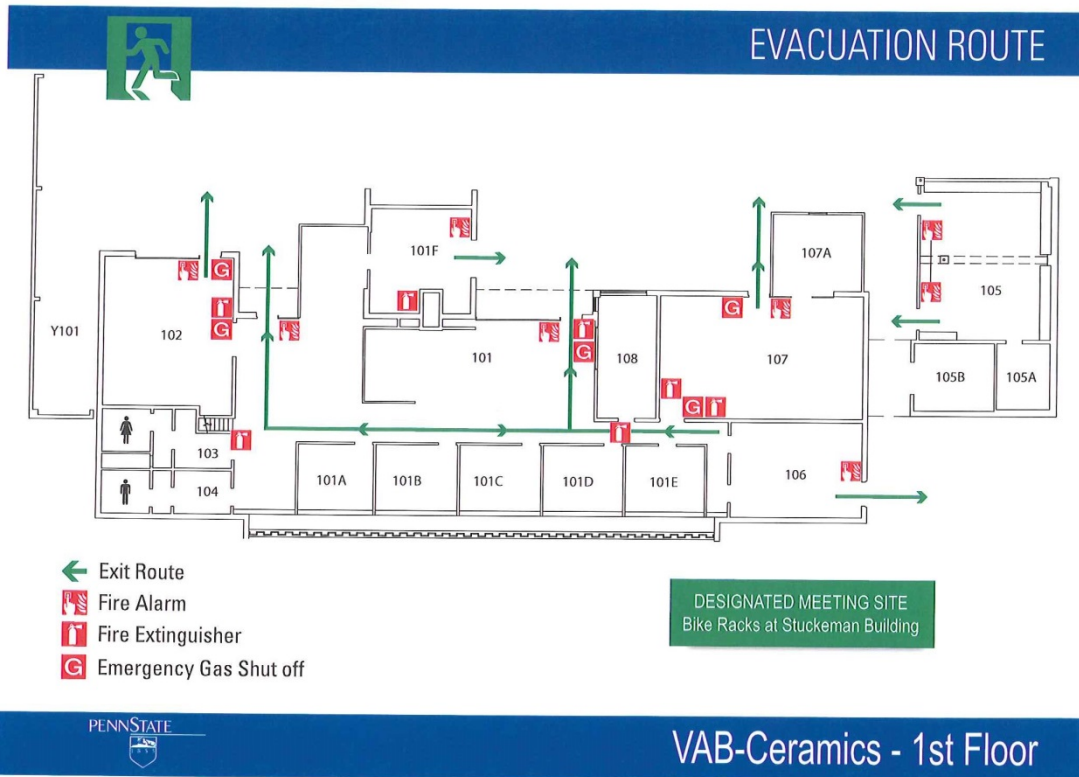 EVACUATION ROUTE
101F
107A
105
Y101
102
101
108
107
105B
105A
103
104
101A
101B
101C
101D
101E
106
G
G
G
G
G
Exit Route
Fire Alarm
Fire Extinguisher
G Emergency Gas Shut off
DESIGNATED MEETING SITE
Bike Racks at Stuckeman Building
PENNSTATE
1855
VAB-Ceramics - 1st Floor